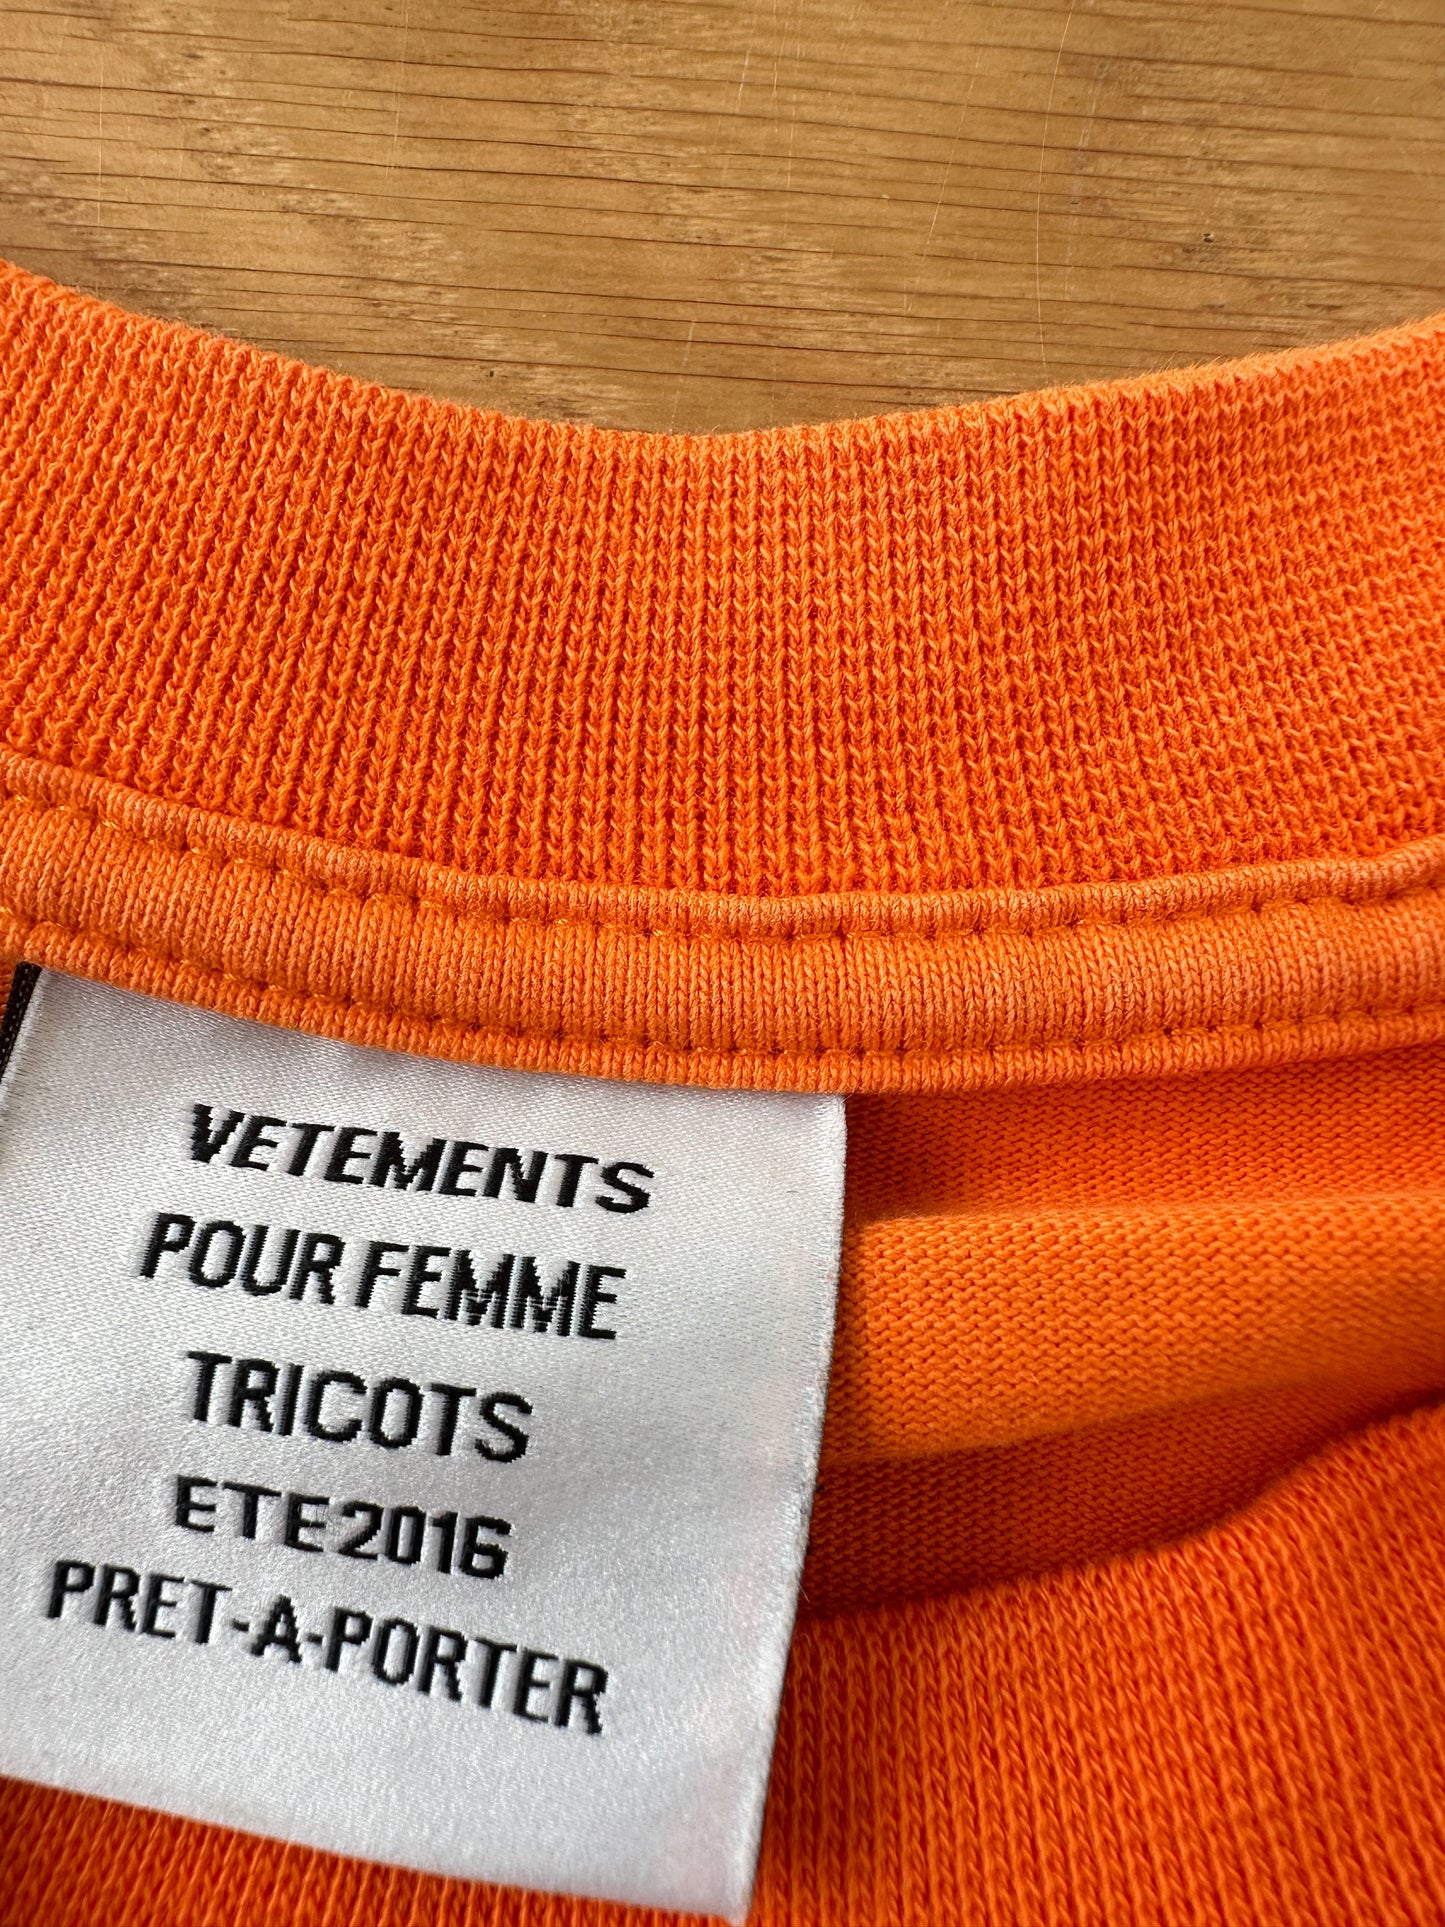 VETEMENTS
POUR FEMME
TRICOTS
ETE2016
PRET-A-PORTER